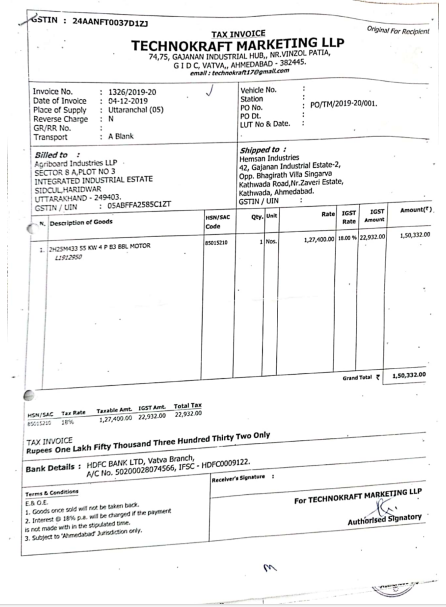 GSTIN : 24AANFT0037D1ZJ
Original For Recipient
TAX INVOICE
TECHNOKRAFT MARKETING LLP
74,75, GAJANAN INDUSTRIAL HUB,, NR.VINZOL PATIA,
G I D C, VATVA,, AHMEDABAD - 382445.
email : technokraft17@gmail.com
Invoice No. : 1326/2019-20
Date of Invoice : 04-12-2019
Place of Supply : Uttaranchal (05)
Reverse Charge : N
GR/RR No. :
Transport : A Blank
Vehicle No. :
Station :
PO No. : PO/TM/2019-20/001.
PO Dt. :
LUT No & Date. :
Billed to :
Agriboard Industries LLP
SECTOR 8 A,PLOT NO 3
INTEGRATED INDUSTRIAL ESTATE
SIDCUL,HARIDWAR
UTTARAKHAND - 249403.
GSTIN / UIN : 05ABFFA2585C1ZT
Shipped to :
Hemsan Industries
42, Gajanan Industrial Estate-2,
Opp. Bhagirath Villa Singarva
Kathwada Road,Nr.Zaveri Estate,
Kathwada, Ahmedabad.
GSTIN / UIN :
N. Description of Goods HSN/SAC Code Qty. Unit Rate IGST Rate IGST Amount Amount(₹)
1. 2H25M433 55 KW 4 P B3 BBL MOTOR 85015210 1 Nos. 1,27,400.00 18.00 % 22,932.00 1,50,332.00
L1912950
Grand Total ₹ 1,50,332.00
HSN/SAC Tax Rate Taxable Amt. IGST Amt. Total Tax
85015210 18% 1,27,400.00 22,932.00 22,932.00
TAX INVOICE
Rupees One Lakh Fifty Thousand Three Hundred Thirty Two Only
Bank Details : HDFC BANK LTD, Vatva Branch,
A/C No. 50200028074566, IFSC - HDFC0009122.
Terms & Conditions
E.& O.E.
1. Goods once sold will not be taken back.
2. Interest @ 18% p.a. will be charged if the payment
is not made with in the stipulated time.
3. Subject to 'Ahmedabad' Jurisdiction only.
Receiver's Signature :
For TECHNOKRAFT MARKETING LLP
Authorised Signatory